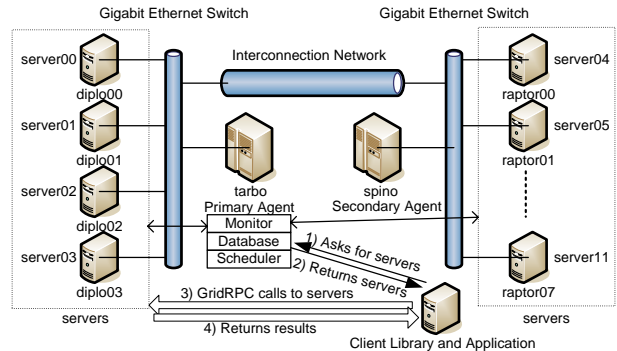 Gigabit Ethernet Switch
Gigabit Ethernet Switch
Interconnection Network
server00
diplo00
server01
diplo01
server02
diplo02
server03
diplo03
servers
tarbo
Primary Agent
Monitor
Database
Scheduler
spino
Secondary Agent
server04
raptor00
server05
raptor01
server11
raptor07
servers
1) Asks for servers
2) Returns servers
3) GridRPC calls to servers
4) Returns results
Client Library and Application